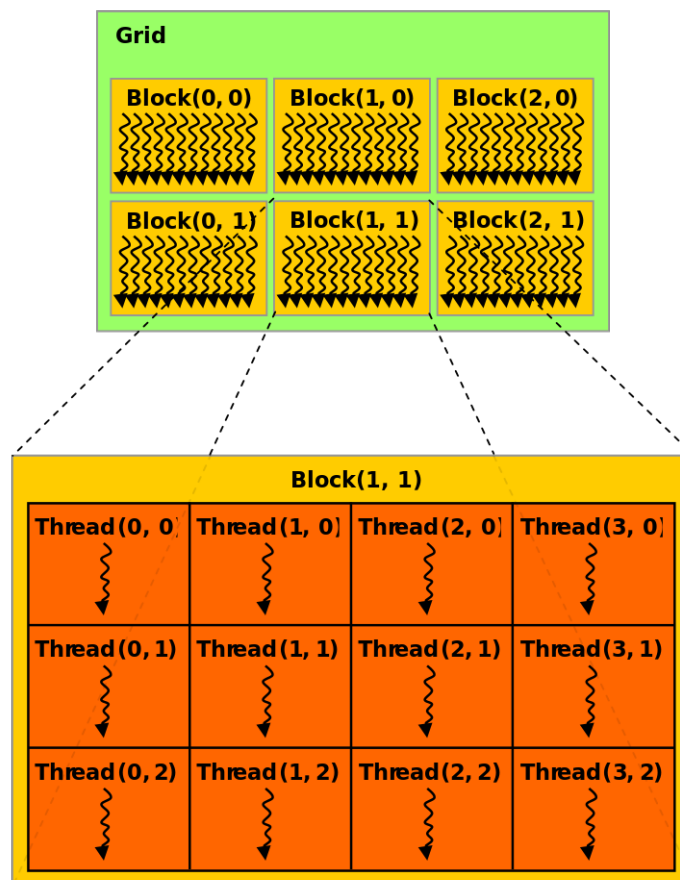 Grid
Block(0, 0) Block(1, 0) Block(2, 0)
Block(0, 1) Block(1, 1) Block(2, 1)
Block(1, 1)
Thread(0, 0) Thread(1, 0) Thread(2, 0) Thread(3, 0)
Thread(0, 1) Thread(1, 1) Thread(2, 1) Thread(3, 1)
Thread(0, 2) Thread(1, 2) Thread(2, 2) Thread(3, 2)